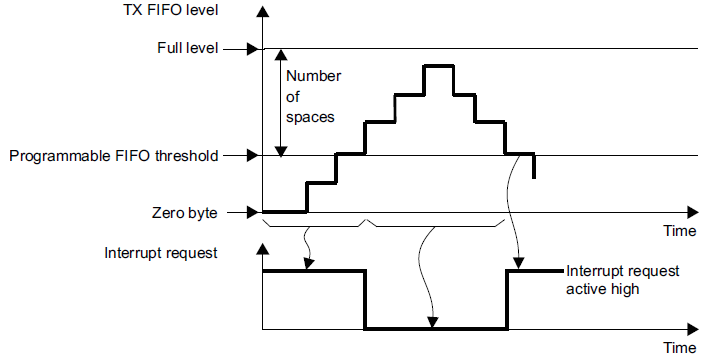 TX FIFO level
Full level
Number
of
spaces
Programmable FIFO threshold
Zero byte
Time
Interrupt request
Interrupt request
active high
Time